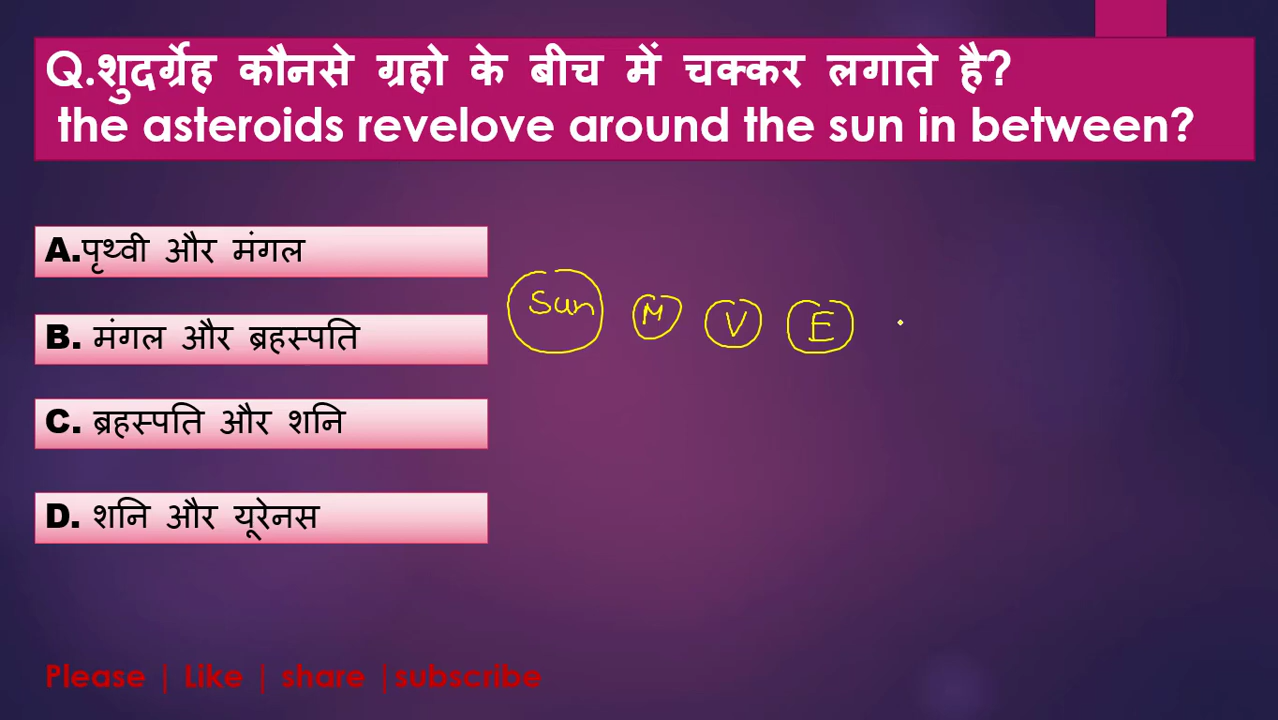 Q.शुदर्ग्रेह कौनसे ग्रहो के बीच में चक्कर लगाते है?
the asteroids revelove around the sun in between?
A.पृथ्वी और मंगल
B. मंगल और ब्रहस्पति
C. ब्रहस्पति और शनि
D. शनि और यूरेनस
Sun M V E
Please | Like | share |subscribe